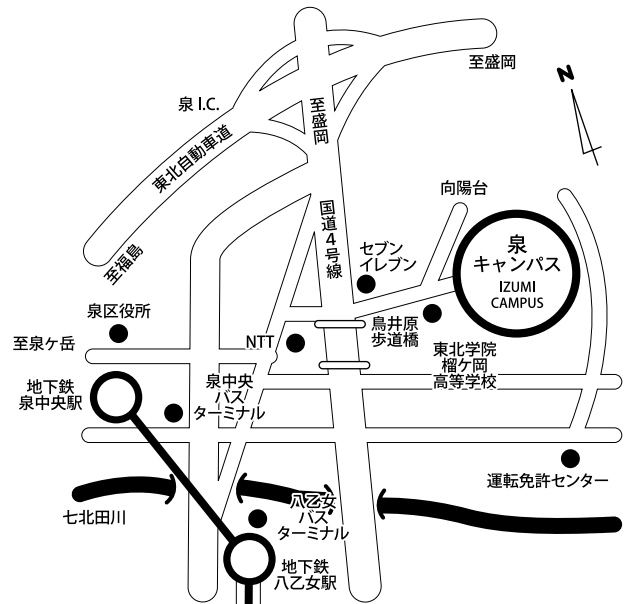 至盛岡
N
泉 I.C.
至盛岡
東北自動車道
向陽台
国道4号線
泉
キャンパス
IZUMI
CAMPUS
セブン
イレブン
至福島
泉区役所
鳥井原
歩道橋
至泉ケ岳
NTT
東北学院
榴ケ岡
高等学校
地下鉄
泉中央駅
泉中央
バス
ターミナル
運転免許センター
七北田川
八乙女
バス
ターミナル
地下鉄
八乙女駅